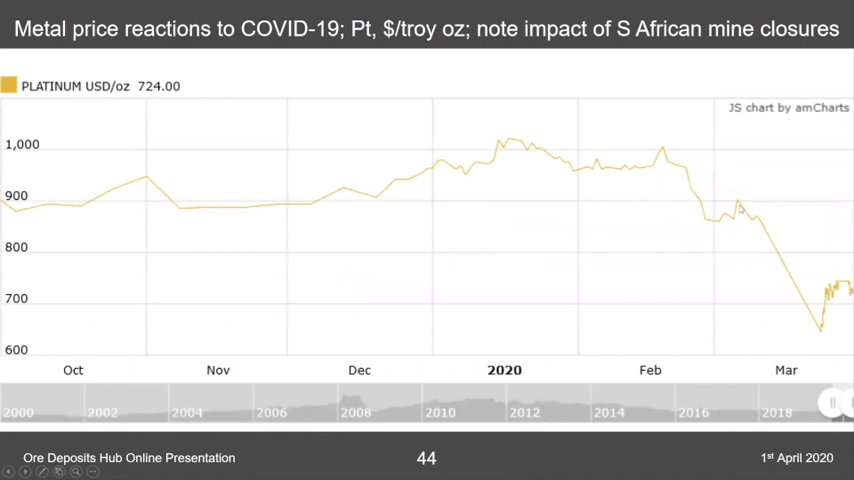 Metal price reactions to COVID-19; Pt, $/troy oz; note impact of S African mine closures
PLATINUM USD/oz 724.00
JS chart by amCharts
1,000
900
800
700
600
Oct Nov Dec 2020 Feb Mar
2000 2002 2004 2006 2008 2010 2012 2014 2016 2018
Ore Deposits Hub Online Presentation 44 1st April 2020